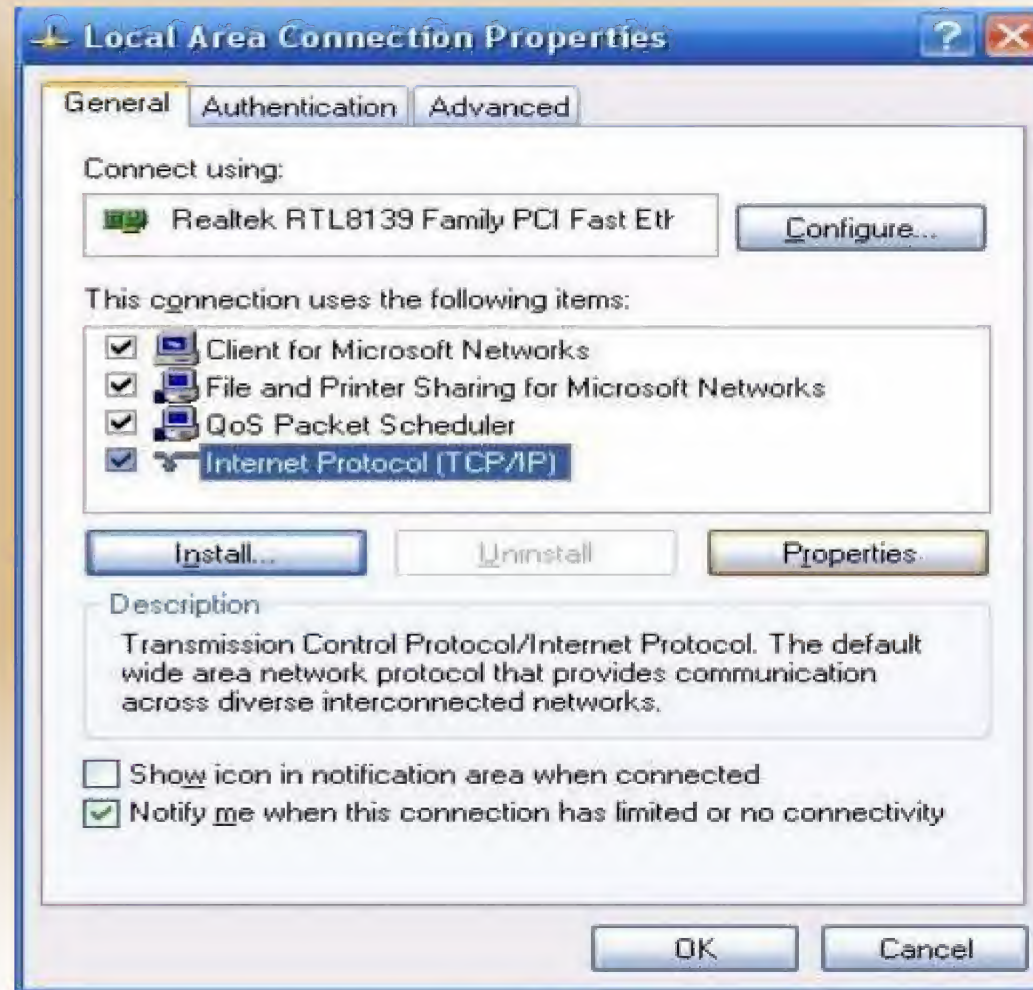 Local Area Connection Properties
General Authentication Advanced
Connect using:
Realtek RTL8139 Family PCI Fast Eth
Configure...
This connection uses the following items:
Client for Microsoft Networks
File and Printer Sharing for Microsoft Networks
QoS Packet Scheduler
Internet Protocol (TCP/IP)
Install... Uninstall Properties
Description
Transmission Control Protocol/Internet Protocol. The default
wide area network protocol that provides communication
across diverse interconnected networks.
Show icon in notification area when connected
Notify me when this connection has limited or no connectivity
OK Cancel